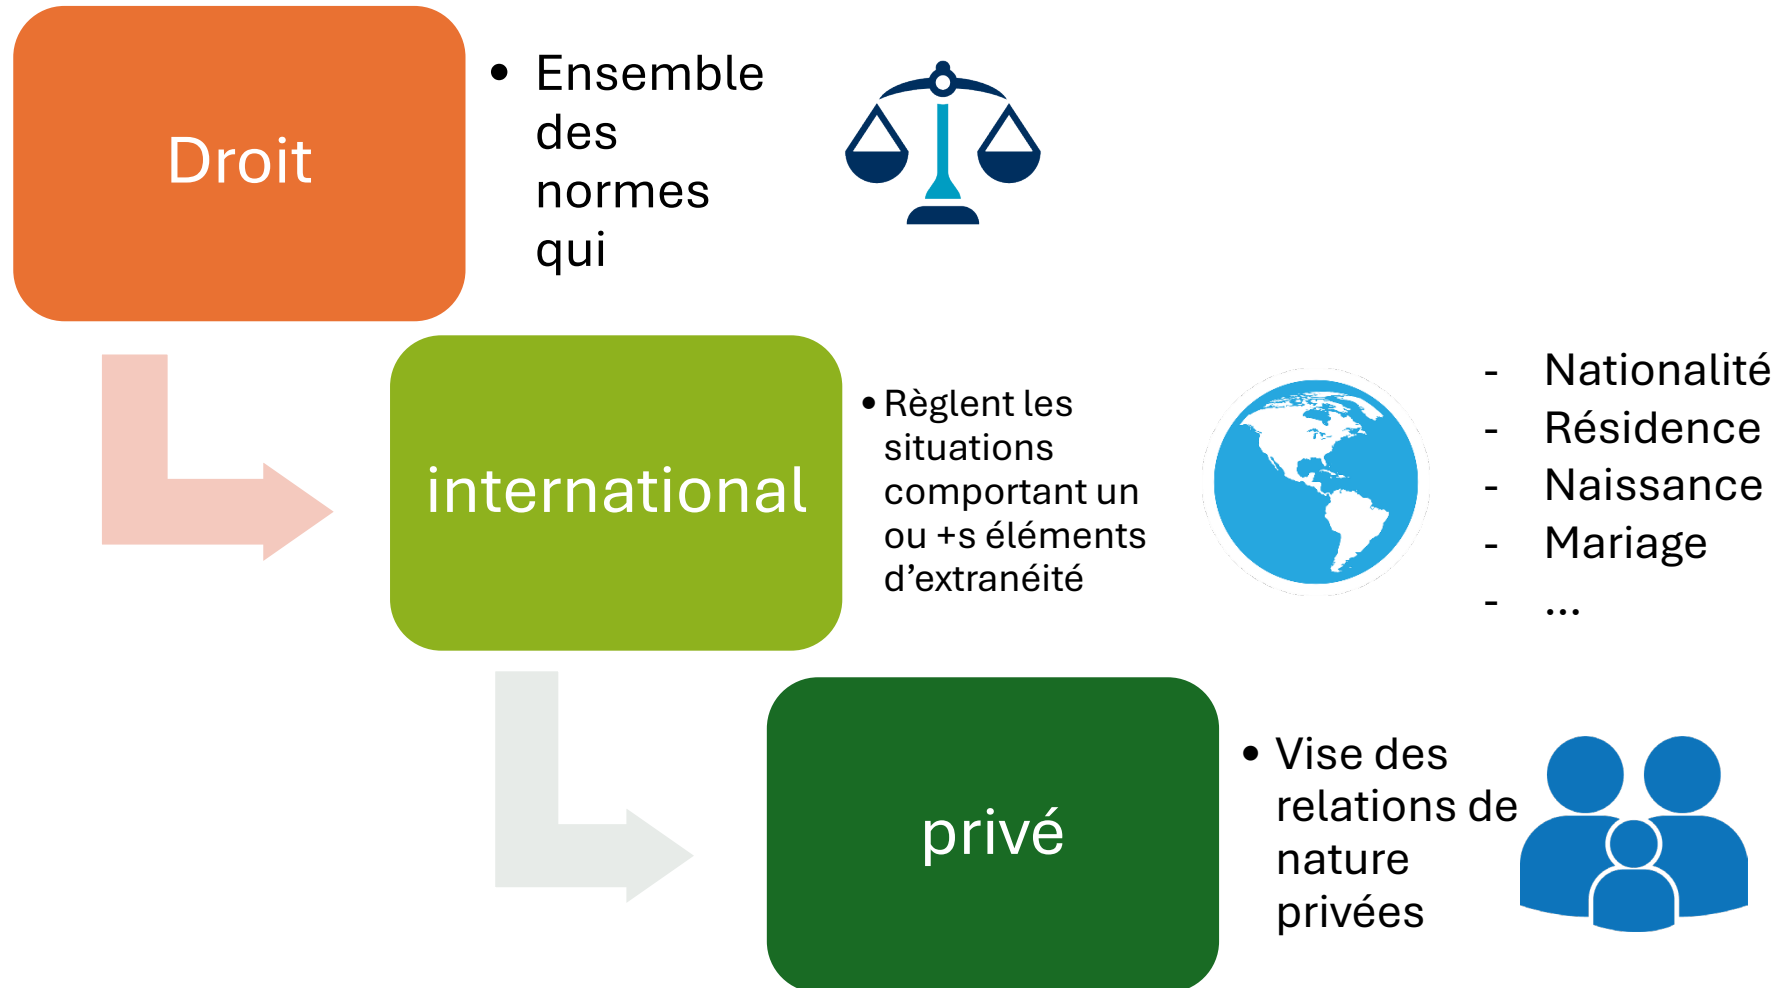 Droit
• Ensemble
des
normes
qui
international
• Règlent les
situations
comportant un
ou +s éléments
d’extranéité
- Nationalité
- Résidence
- Naissance
- Mariage
- ...
privé
• Vise des
relations de
nature
privées